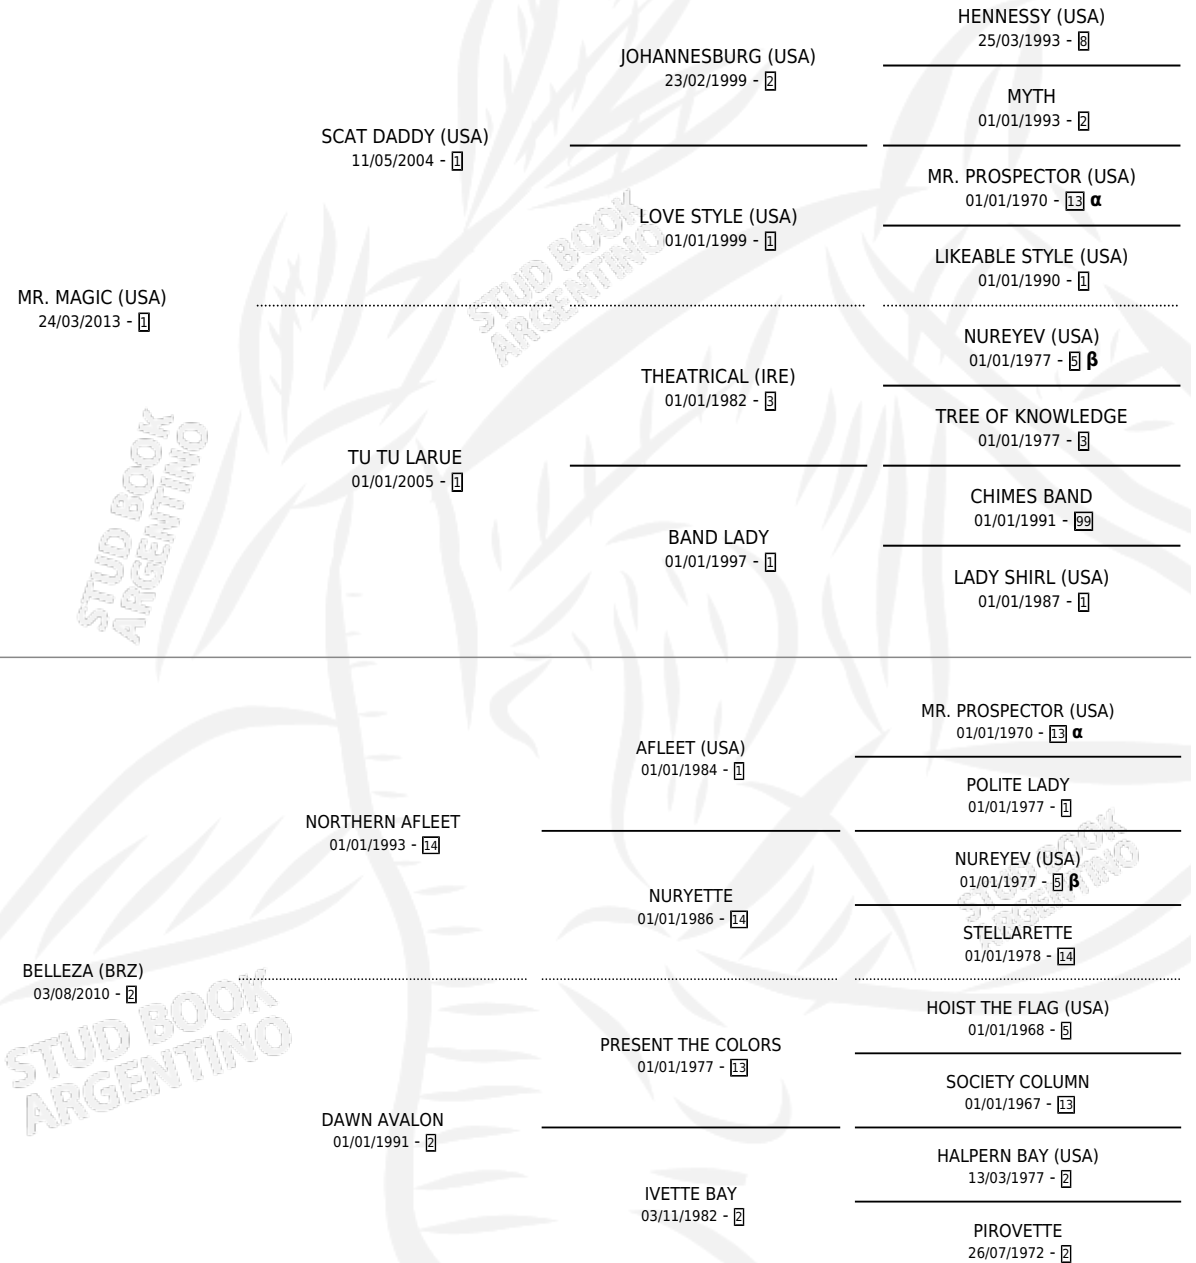 HENNESSY (USA)
25/03/1993 - 8
JOHANNESBURG (USA)
23/02/1999 - 2
MYTH
01/01/1993 - 2
SCAT DADDY (USA)
11/05/2004 - 1
MR. PROSPECTOR (USA)
01/01/1970 - 13 α
LOVE STYLE (USA)
01/01/1999 - 1
LIKEABLE STYLE (USA)
01/01/1990 - 1
MR. MAGIC (USA)
24/03/2013 - 1
NUREYEV (USA)
01/01/1977 - 5 β
THEATRICAL (IRE)
01/01/1982 - 3
TREE OF KNOWLEDGE
01/01/1977 - 3
TU TU LARUE
01/01/2005 - 1
CHIMES BAND
01/01/1991 - 99
BAND LADY
01/01/1997 - 1
LADY SHIRL (USA)
01/01/1987 - 1
STUD BOOK
ARGENTINO
STUD BOOK
ARGENTINO
MR. PROSPECTOR (USA)
01/01/1970 - 13 α
AFLEET (USA)
01/01/1984 - 1
POLITE LADY
01/01/1977 - 1
NORTHERN AFLEET
01/01/1993 - 14
NUREYEV (USA)
01/01/1977 - 5 β
NURYETTE
01/01/1986 - 14
STELLARETTE
01/01/1978 - 14
BELLEZA (BRZ)
03/08/2010 - 2
HOIST THE FLAG (USA)
01/01/1968 - 5
PRESENT THE COLORS
01/01/1977 - 13
SOCIETY COLUMN
01/01/1967 - 13
DAWN AVALON
01/01/1991 - 2
HALPERN BAY (USA)
13/03/1977 - 2
IVETTE BAY
03/11/1982 - 2
PIROVETTE
26/07/1972 - 2
STUD BOOK
ARGENTINO
STUD BOOK
ARGENTINO